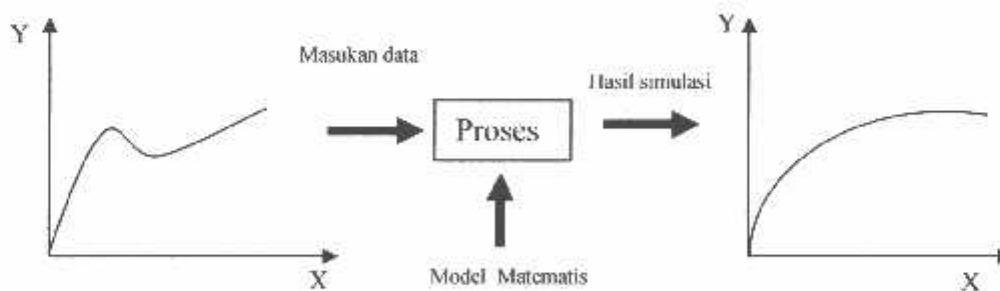 Y
Masukan data
Proses
Model Matematis
X
Hasil simulasi
Y
X